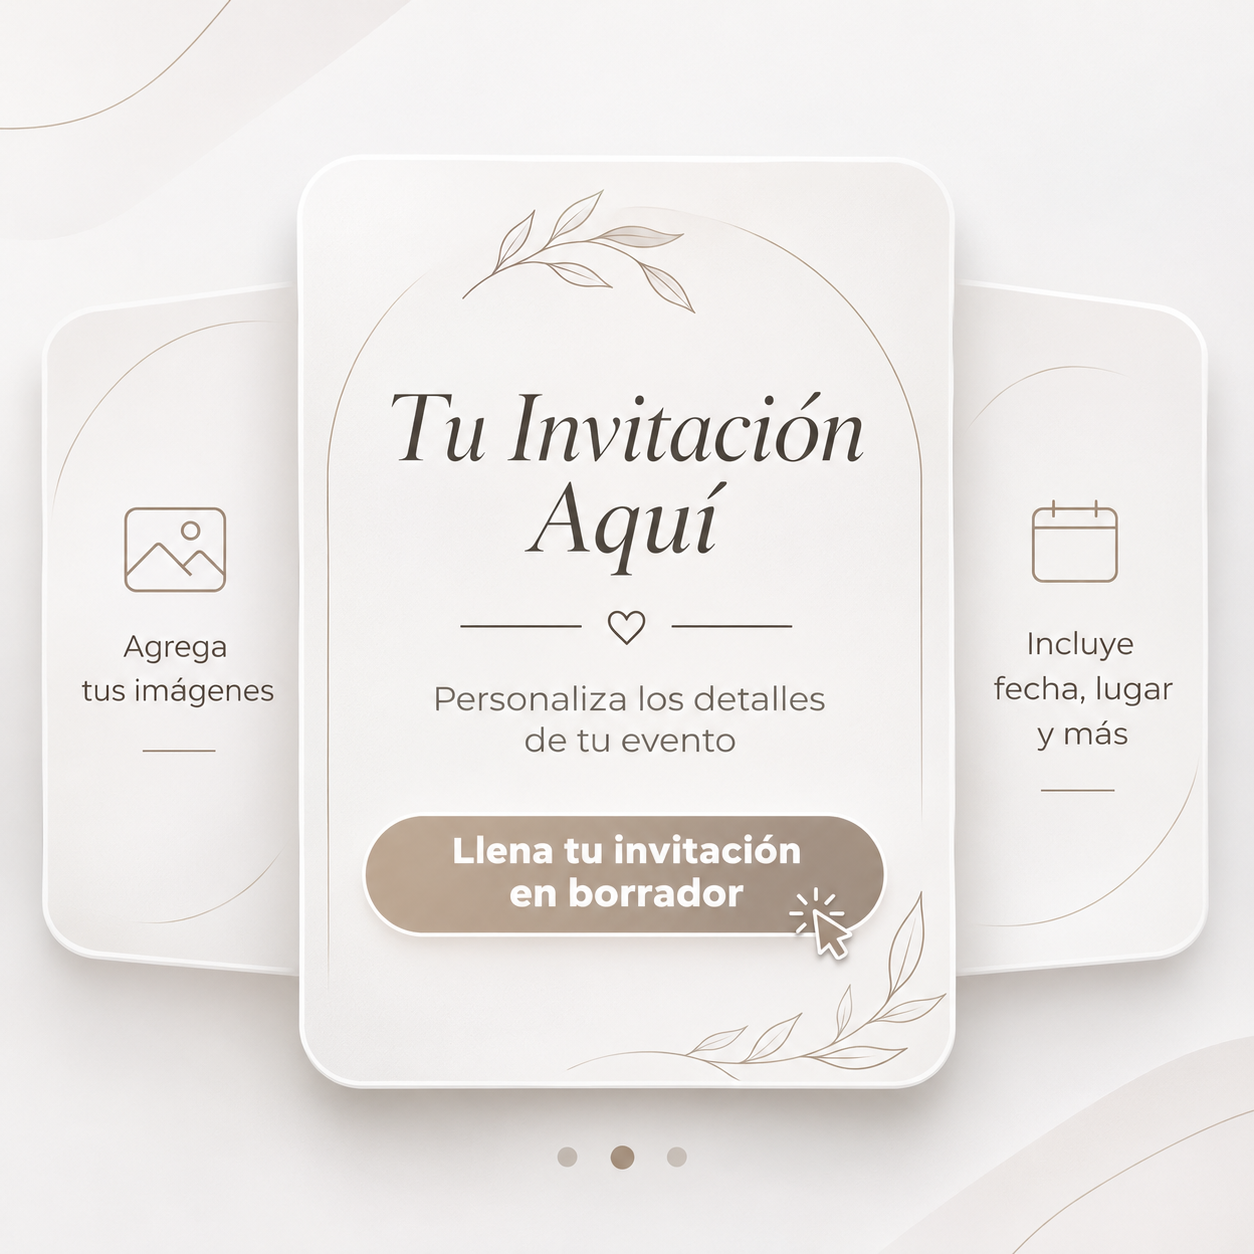 Tu Invitación
Aquí
Personaliza los detalles
de tu evento
Llena tu invitación
en borrador
Agrega
tus imágenes
Incluye
fecha, lugar
y más